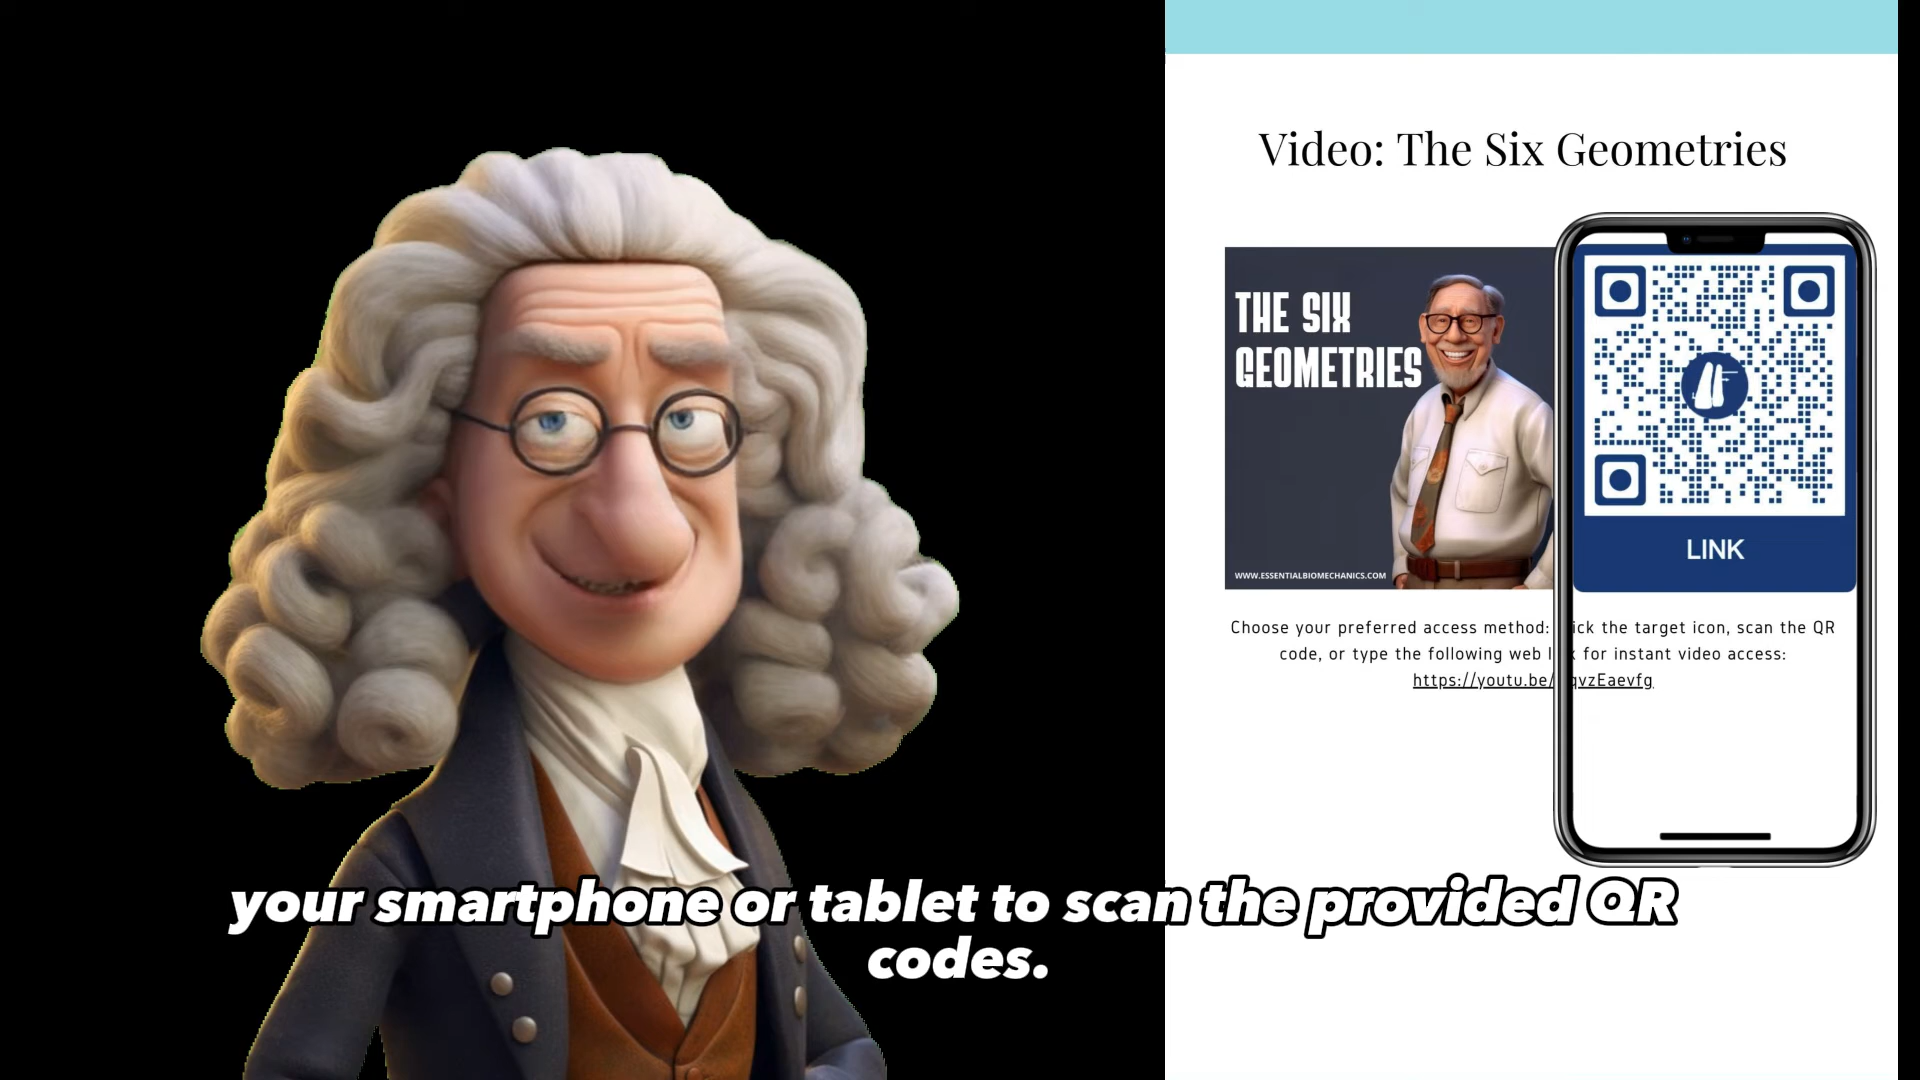 Video: The Six Geometries
THE SIX
GEOMETRIES
WWW.ESSENTIALBIOMECHANICS.COM
LINK
Choose your preferred access method: ick the target icon, scan the QR
code, or type the following web l k for instant video access:
https://youtu.be/ qvzEaevfg
your smartphone or tablet to scan the provided QR
codes.